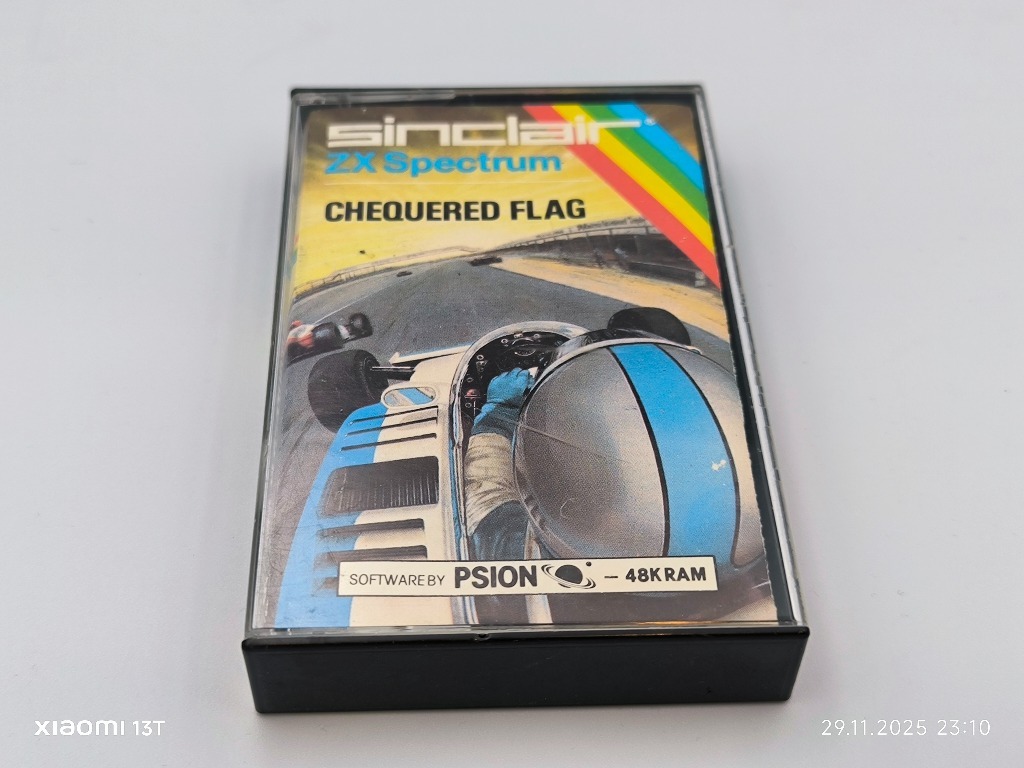 sinclair
ZX Spectrum
CHEQUERED FLAG
SOFTWARE BY PSION — 48K RAM
XIAOMI 13T
29.11.2025 23:10